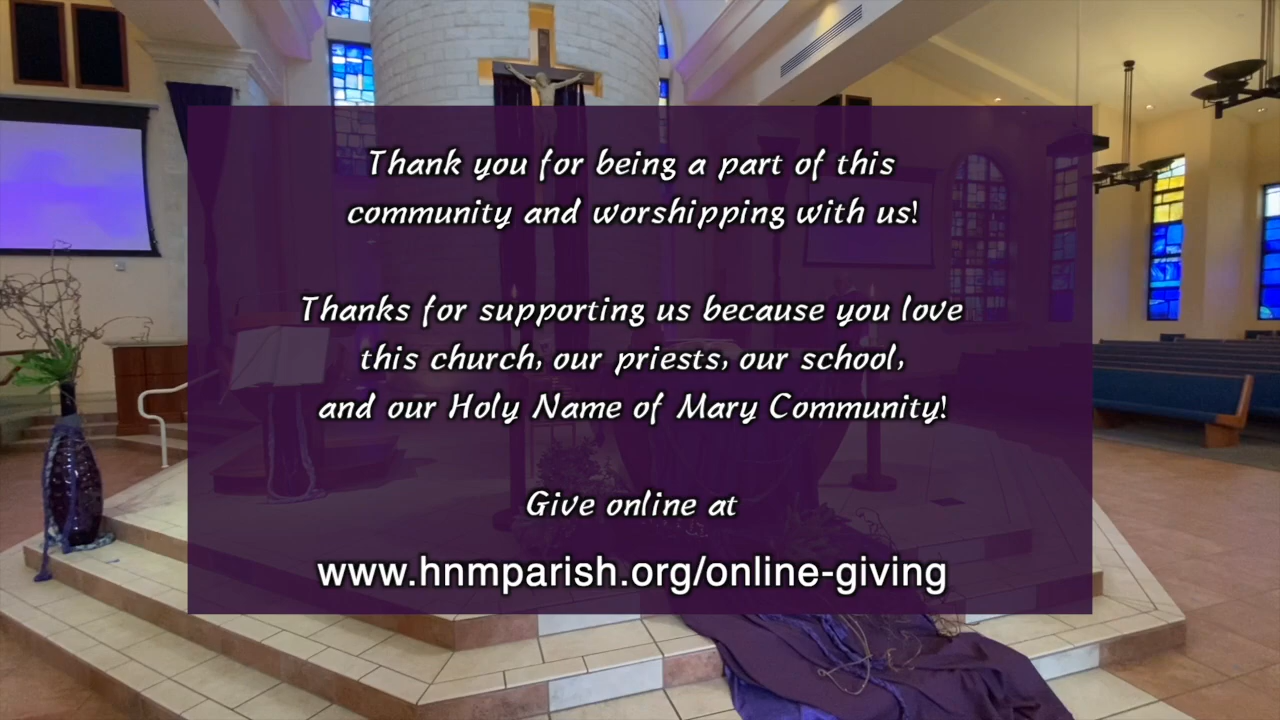 Thank you for being a part of this
community and worshipping with us!
Thanks for supporting us because you love
this church, our priests, our school,
and our Holy Name of Mary Community!
Give online at
www.hnmparish.org/online-giving